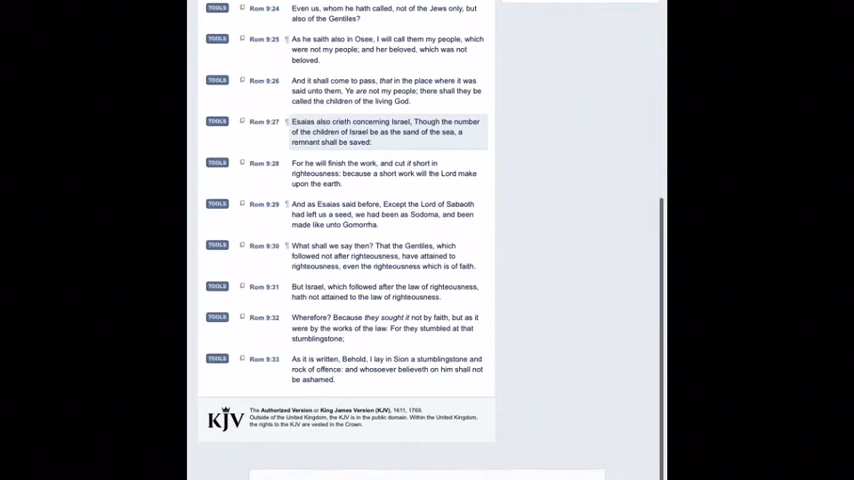 TOOLS Rom 9:24 Even us, whom he hath called, not of the Jews only, but
also of the Gentiles?
TOOLS Rom 9:25 ¶ As he saith also in Osee, I will call them my people, which
were not my people; and her beloved, which was not
beloved.
TOOLS Rom 9:26 And it shall come to pass, that in the place where it was
said unto them, Ye are not my people; there shall they be
called the children of the living God.
TOOLS Rom 9:27 ¶ Esaias also crieth concerning Israel, Though the number
of the children of Israel be as the sand of the sea, a
remnant shall be saved:
TOOLS Rom 9:28 For he will finish the work, and cut it short in
righteousness: because a short work will the Lord make
upon the earth.
TOOLS Rom 9:29 ¶ And as Esaias said before, Except the Lord of Sabaoth
had left us a seed, we had been as Sodoma, and been
made like unto Gomorrha.
TOOLS Rom 9:30 ¶ What shall we say then? That the Gentiles, which
followed not after righteousness, have attained to
righteousness, even the righteousness which is of faith.
TOOLS Rom 9:31 But Israel, which followed after the law of righteousness,
hath not attained to the law of righteousness.
TOOLS Rom 9:32 Wherefore? Because they sought it not by faith, but as it
were by the works of the law. For they stumbled at that
stumblingstone;
TOOLS Rom 9:33 As it is written, Behold, I lay in Sion a stumblingstone and
rock of offence: and whosoever believeth on him shall not
be ashamed.
KJV
The Authorized Version or King James Version (KJV), 1611, 1769.
Outside of the United Kingdom, the KJV is in the public domain. Within the United Kingdom,
the rights to the KJV are vested in the Crown.